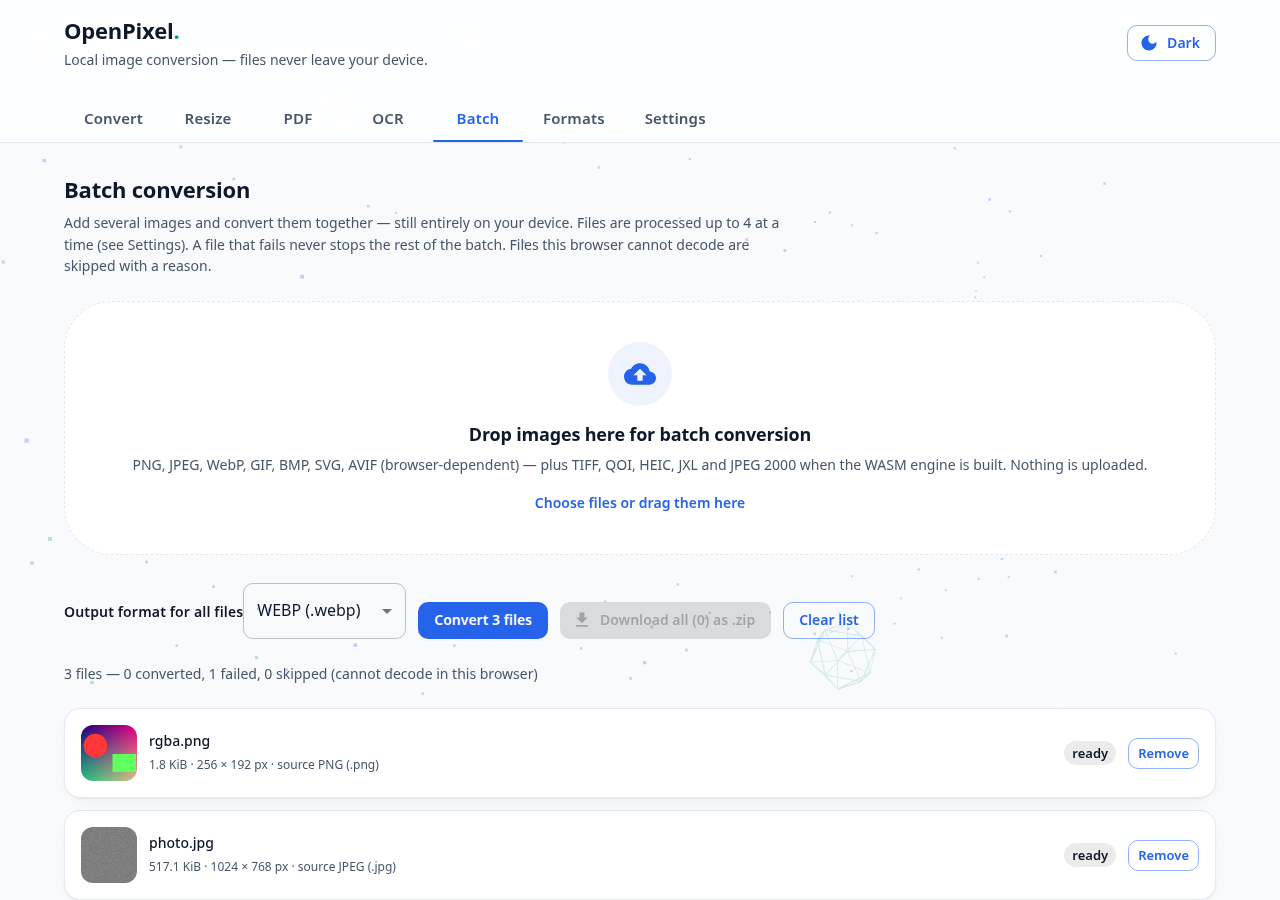 OpenPixel.
Local image conversion — files never leave your device.
Dark
Convert
Resize
PDF
OCR
Batch
Formats
Settings
Batch conversion
Add several images and convert them together — still entirely on your device. Files are processed up to 4 at a
time (see Settings). A file that fails never stops the rest of the batch. Files this browser cannot decode are
skipped with a reason.
Drop images here for batch conversion
PNG, JPEG, WebP, GIF, BMP, SVG, AVIF (browser-dependent) — plus TIFF, QOI, HEIC, JXL and JPEG 2000 when the WASM engine is built. Nothing is uploaded.
Choose files or drag them here
Output format for all files
WEBP (.webp)
Convert 3 files
Download all (0) as .zip
Clear list
3 files — 0 converted, 1 failed, 0 skipped (cannot decode in this browser)
rgba.png
1.8 KiB · 256 × 192 px · source PNG (.png)
ready
Remove
photo.jpg
517.1 KiB · 1024 × 768 px · source JPEG (.jpg)
ready
Remove